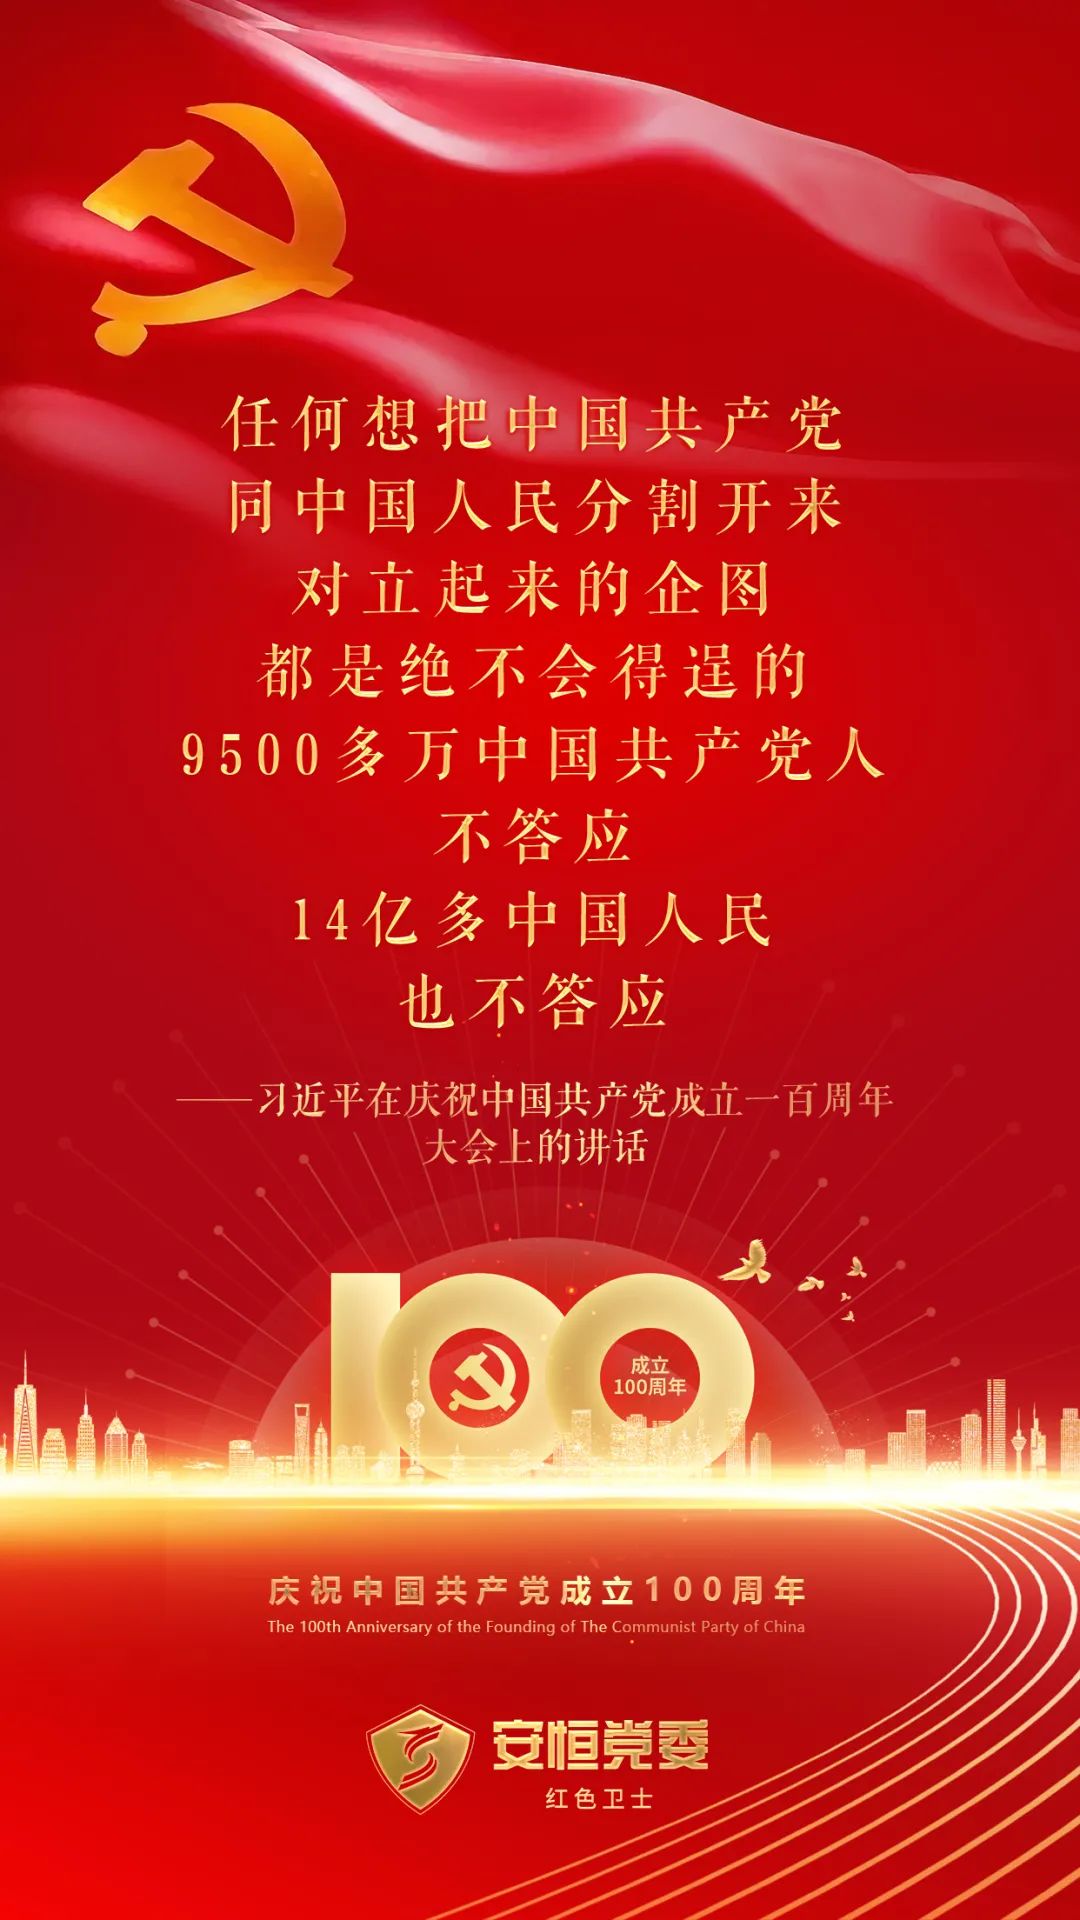 任何想把中国共产党
同中国人民分割开来
对立起来的企图
都是绝不会得逞的
9500多万中国共产党人
不答应
14亿多中国人民
也不答应
——习近平在庆祝中国共产党成立一百周年
大会上的讲话
100
成立
100周年
庆祝中国共产党成立100周年
The 100th Anniversary of the Founding of The Communist Party of China
安恒党委
红色卫士